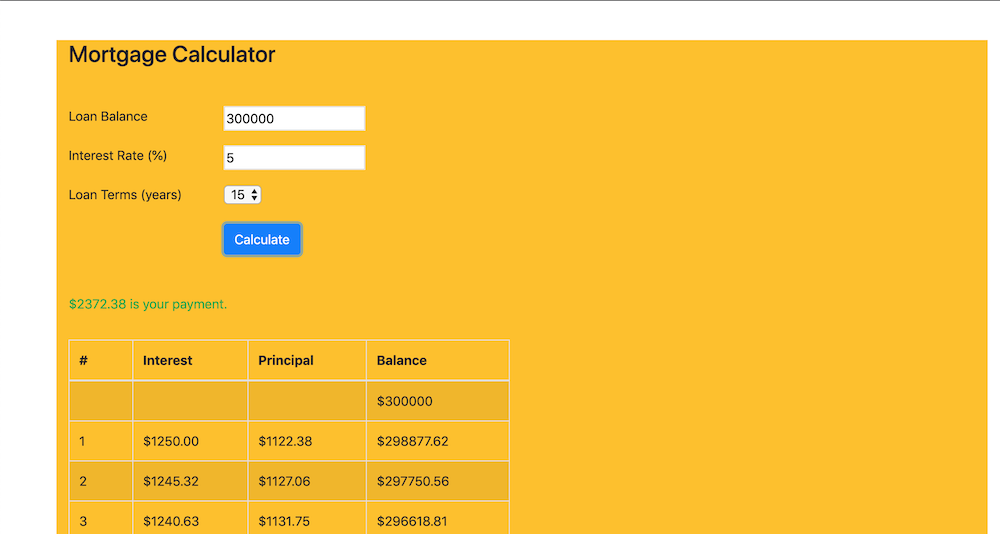 Mortgage Calculator
Loan Balance 300000
Interest Rate (%) 5
Loan Terms (years) 15
Calculate
$2372.38 is your payment.
# Interest Principal Balance
$300000
1 $1250.00 $1122.38 $298877.62
2 $1245.32 $1127.06 $297750.56
3 $1240.63 $1131.75 $296618.81